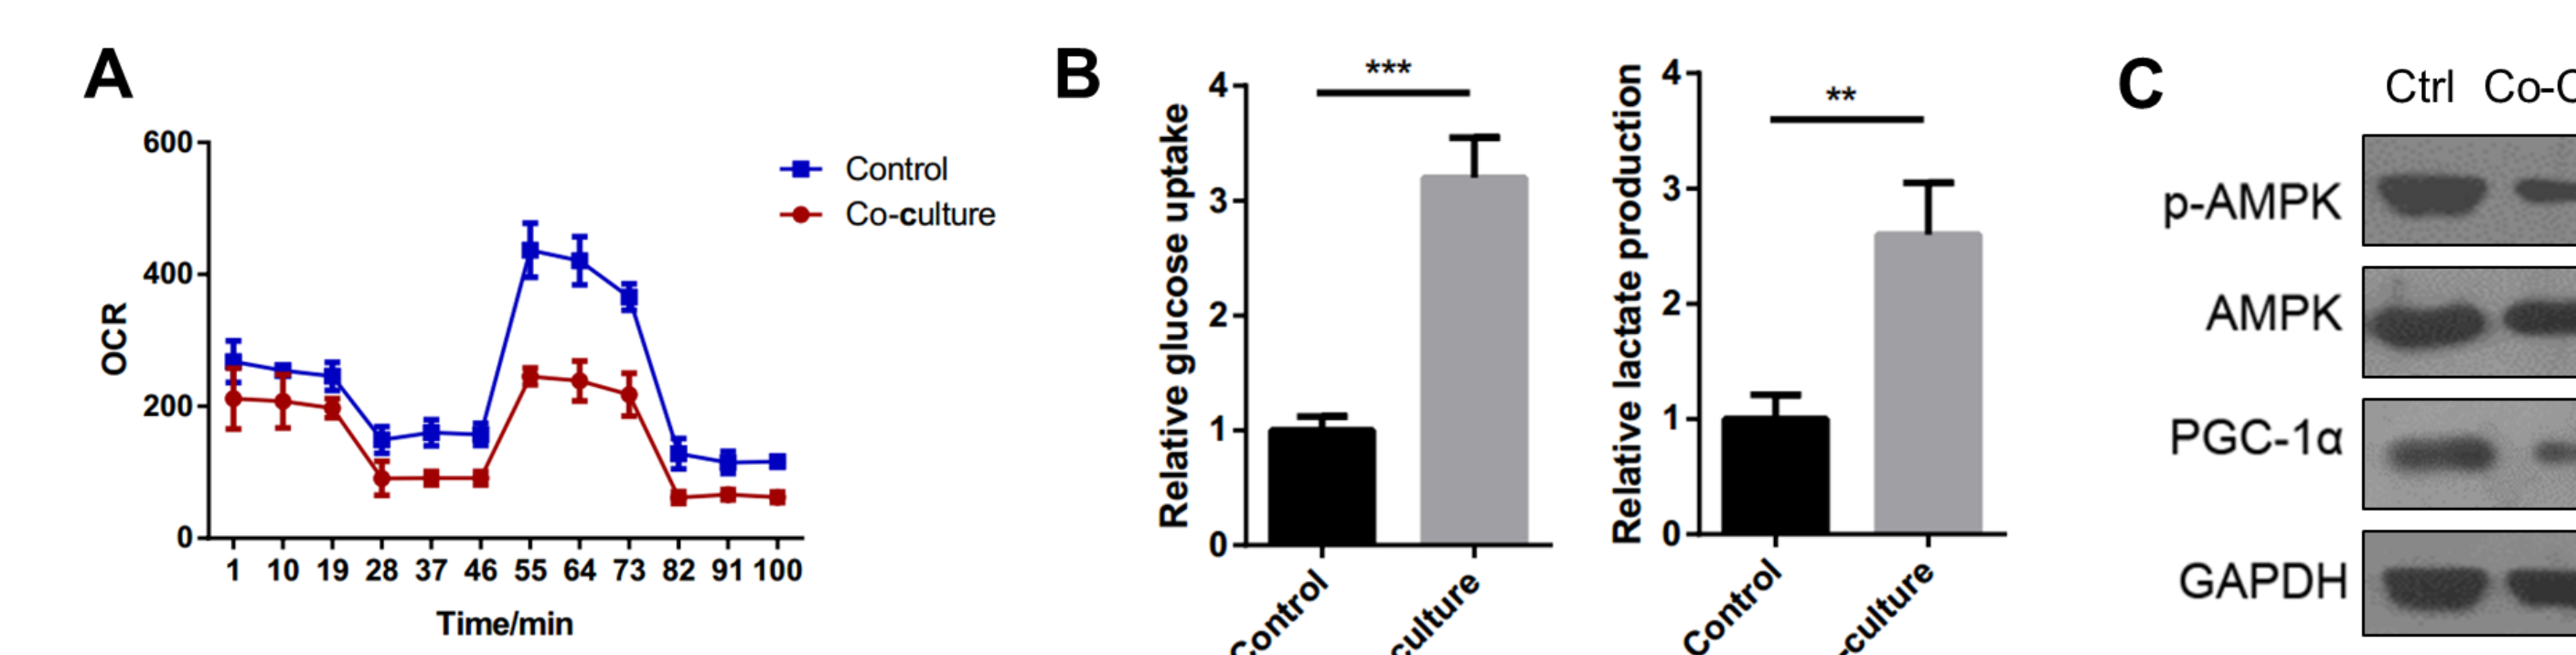 A
600
400
200
0
OCR
1 10 19 28 37 46 55 64 73 82 91 100
Time/min
Control
Co-culture
B
***
4
3
2
1
0
Relative glucose uptake
Control
culture
**
4
3
2
1
0
Relative lactate production
Control
-culture
C
Ctrl Co-C
p-AMPK
AMPK
PGC-1α
GAPDH